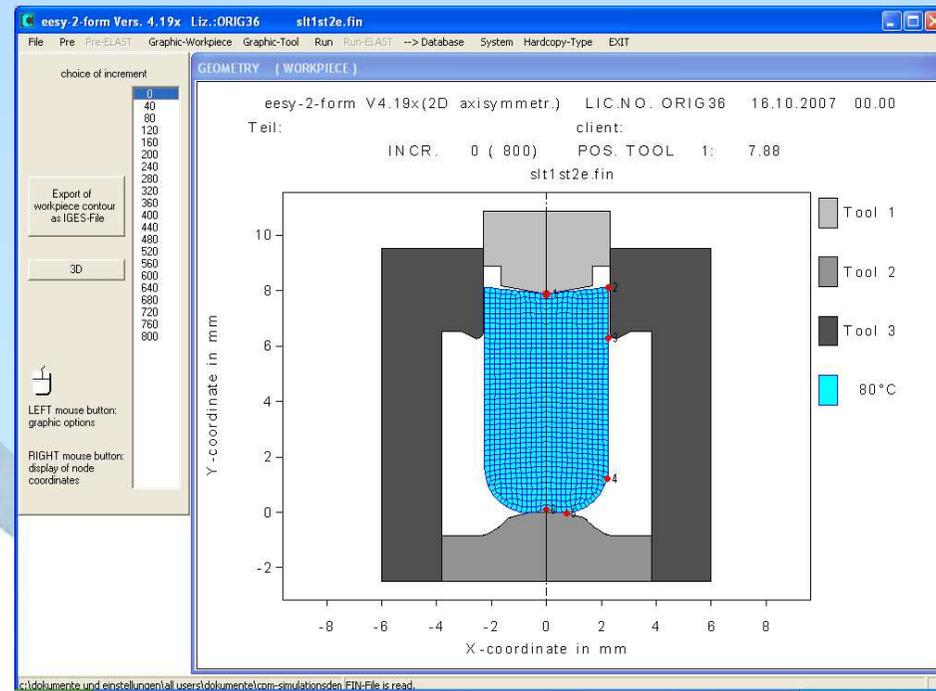 eesy-2-form Vers. 4.19x Liz.:ORIG36 slt1st2e.fin
File Pre Pre-ELAST Graphic-Workpiece Graphic-Tool Run Run-ELAST --> Database System Hardcopy-Type EXIT
choice of increment
0
40
80
120
160
200
240
280
320
360
400
440
480
520
560
600
640
680
720
760
800
Export of
workpiece contour
as IGES-File
3D
LEFT mouse button:
graphic options
RIGHT mouse button:
display of node
coordinates
GEOMETRY ( WORKPIECE )
eesy-2-form V4.19x(2D axisymmetr.) LIC.NO. ORIG36 16.10.2007 00.00
Teil: client:
INCR. 0 ( 800) POS. TOOL 1: 7.88
slt1st2e.fin
Tool 1
Tool 2
Tool 3
80°C
Y-coordinate in mm
10
8
6
4
2
0
-2
2
3
4
-8 -6 -4 -2 0 2 4 6 8
X-coordinate in mm
c:\dokumente und einstellungen\all users\dokumente\cpm-simulationsden FIN-File is read.